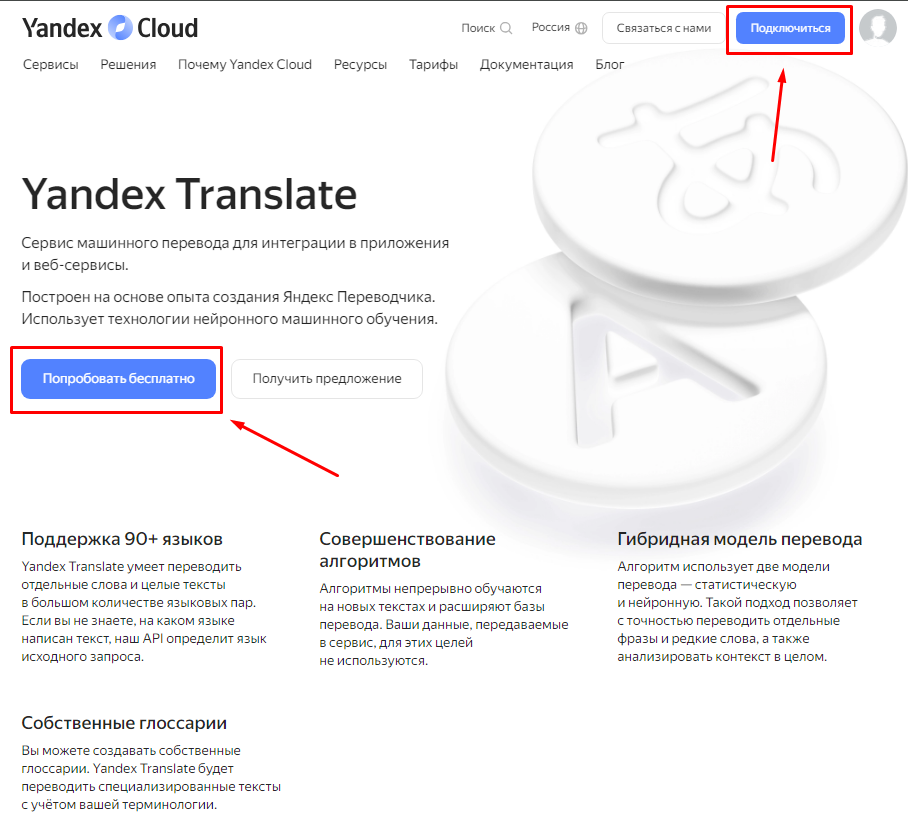 Yandex Cloud
Поиск
Россия
Связаться с нами
Подключиться
Сервисы
Решения
Почему Yandex Cloud
Ресурсы
Тарифы
Документация
Блог
あ
A
Yandex Translate
Сервис машинного перевода для интеграции в приложения
и веб-сервисы.
Построен на основе опыта создания Яндекс Переводчика.
Использует технологии нейронного машинного обучения.
Попробовать бесплатно
Получить предложение
Поддержка 90+ языков
Yandex Translate умеет переводить
отдельные слова и целые тексты
в большом количестве языковых пар.
Если вы не знаете, на каком языке
написан текст, наш API определит язык
исходного запроса.
Совершенствование
алгоритмов
Алгоритмы непрерывно обучаются
на новых текстах и расширяют базы
перевода. Ваши данные, передаваемые
в сервис, для этих целей
не используются.
Гибридная модель перевода
Алгоритм использует две модели
перевода — статистическую
и нейронную. Такой подход позволяет
с точностью переводить отдельные
фразы и редкие слова, а также
анализировать контекст в целом.
Собственные глоссарии
Вы можете создавать собственные
глоссарии. Yandex Translate будет
переводить специализированные тексты
с учётом вашей терминологии.